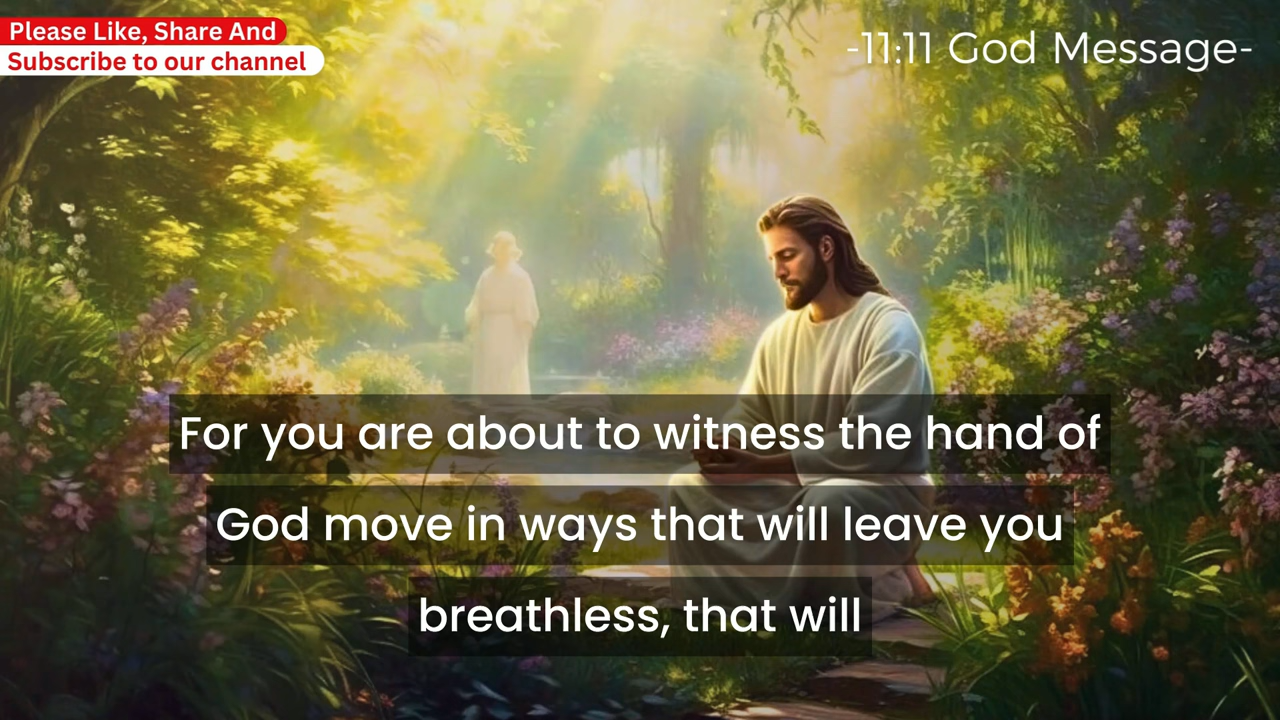 Please Like, Share And
Subscribe to our channel
-11:11 God Message-
For you are about to witness the hand of
God move in ways that will leave you
breathless, that will